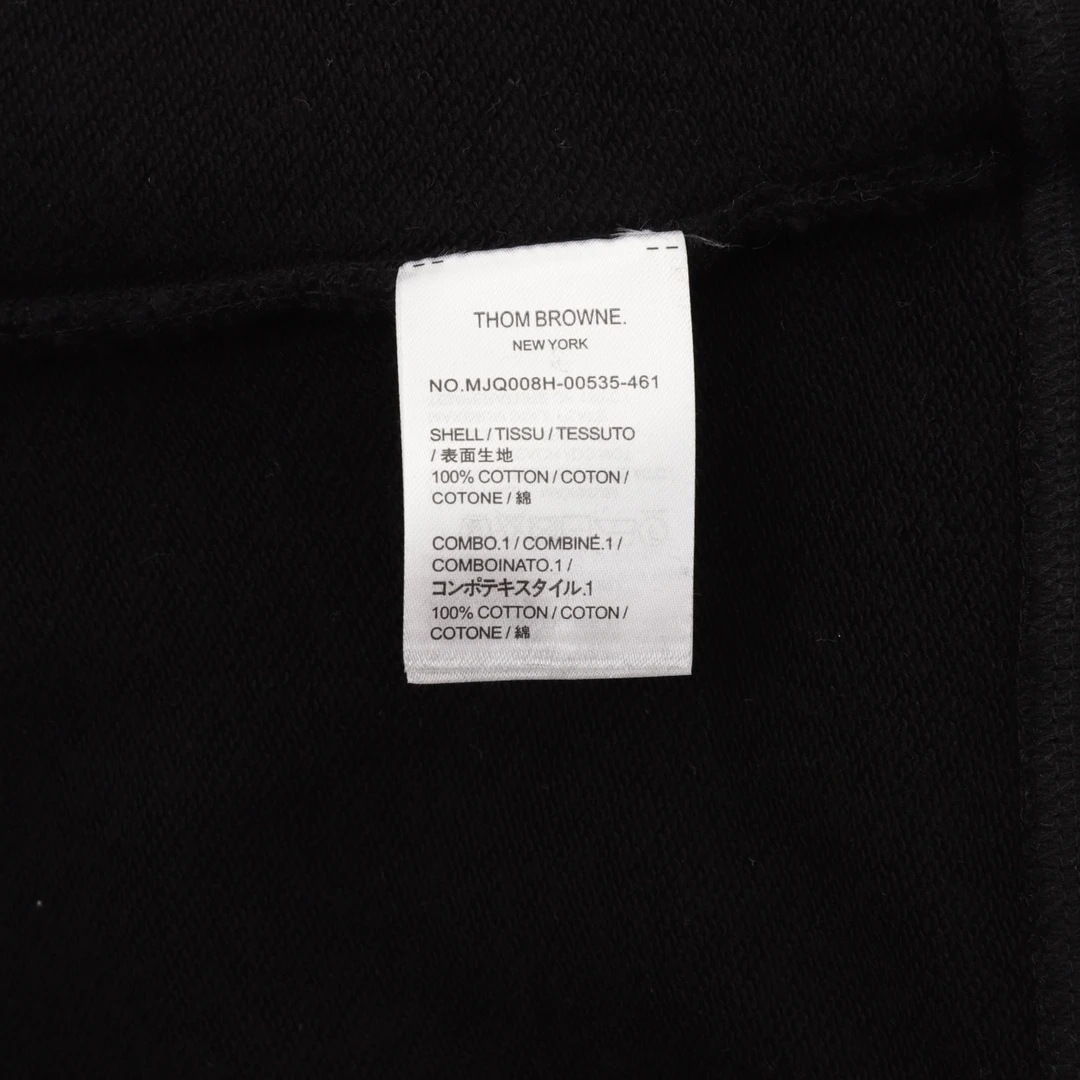 THOM BROWNE.
NEW YORK
NO.MJQ008H-00535-461
SHELL / TISSU / TESSUTO
/ 表面生地
100% COTTON / COTON /
COTONE / 綿
COMBO.1 / COMBINÉ.1 /
COMBOINATO.1 /
コンポテキスタイル.1
100% COTTON / COTON /
COTONE / 綿